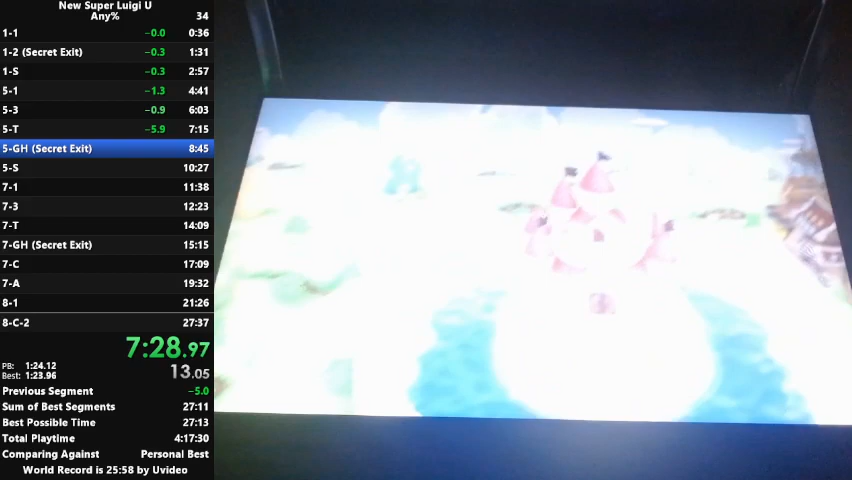 New Super Luigi U
Any% 34
1-1 −0.0 0:36
1-2 (Secret Exit) −0.3 1:31
1-S −0.3 2:57
5-1 −1.3 4:41
5-3 −0.9 6:03
5-T −5.9 7:15
5-GH (Secret Exit) 8:45
5-S 10:27
7-1 11:38
7-3 12:23
7-T 14:09
7-GH (Secret Exit) 15:15
7-C 17:09
7-A 19:32
8-1 21:26
8-C-2 27:37
7:28.97
PB: 1:24.12
Best: 1:23.96
13.05
Previous Segment −5.0
Sum of Best Segments 27:11
Best Possible Time 27:13
Total Playtime 4:17:30
Comparing Against Personal Best
World Record is 25:58 by Uvideo